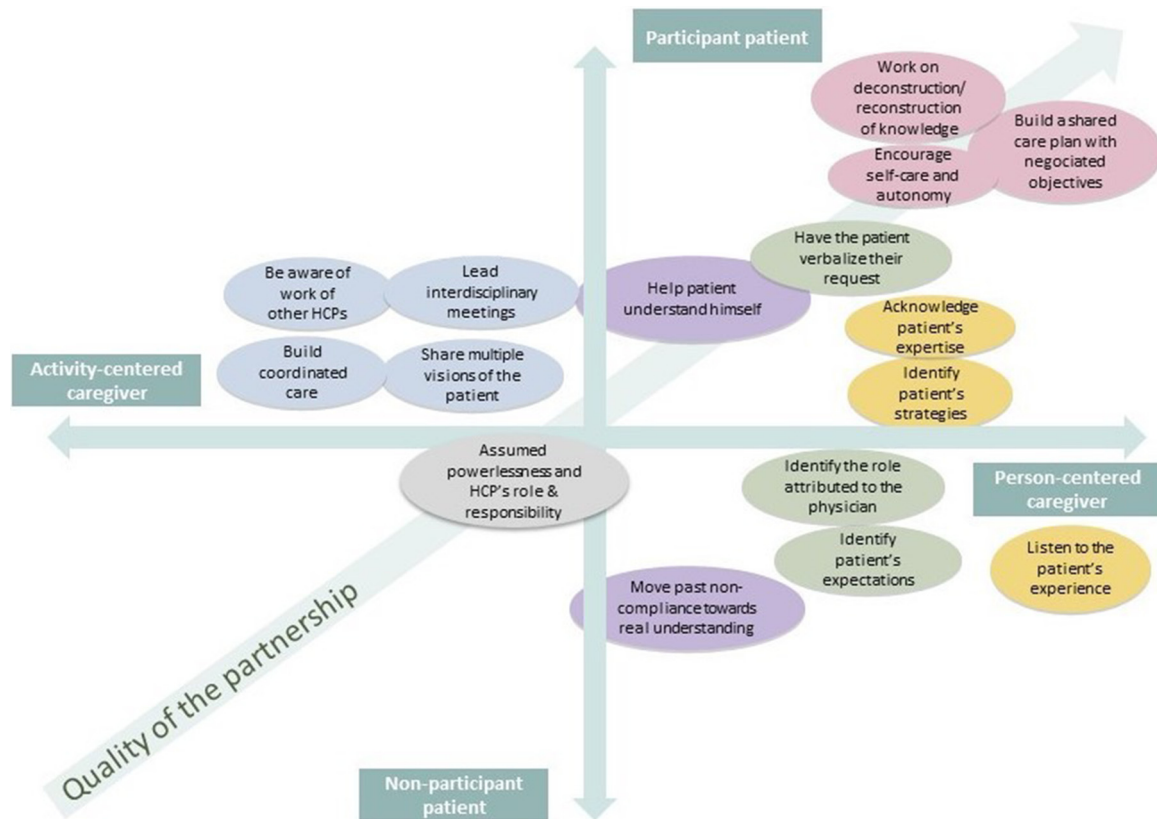 Participant patient
Work on
deconstruction/
reconstruction
of knowledge
Build a shared
care plan with
negociated
objectives
Encourage
self-care and
autonomy
Have the patient
verbalize their
request
Be aware of
work of
other HCPs
Lead
interdisciplinary
meetings
Help patient
understand himself
Acknowledge
patient's
expertise
Activity-centered
caregiver
Build
coordinated
care
Share multiple
visions of the
patient
Identify
patient's
strategies
Assumed
powerlessness and
HCP's role &
responsibility
Identify the role
attributed to the
physician
Person-centered
caregiver
Identify
patient's
expectations
Listen to the
patient's
experience
Move past non-
compliance towards
real understanding
Quality of the partnership
Non-participant
patient